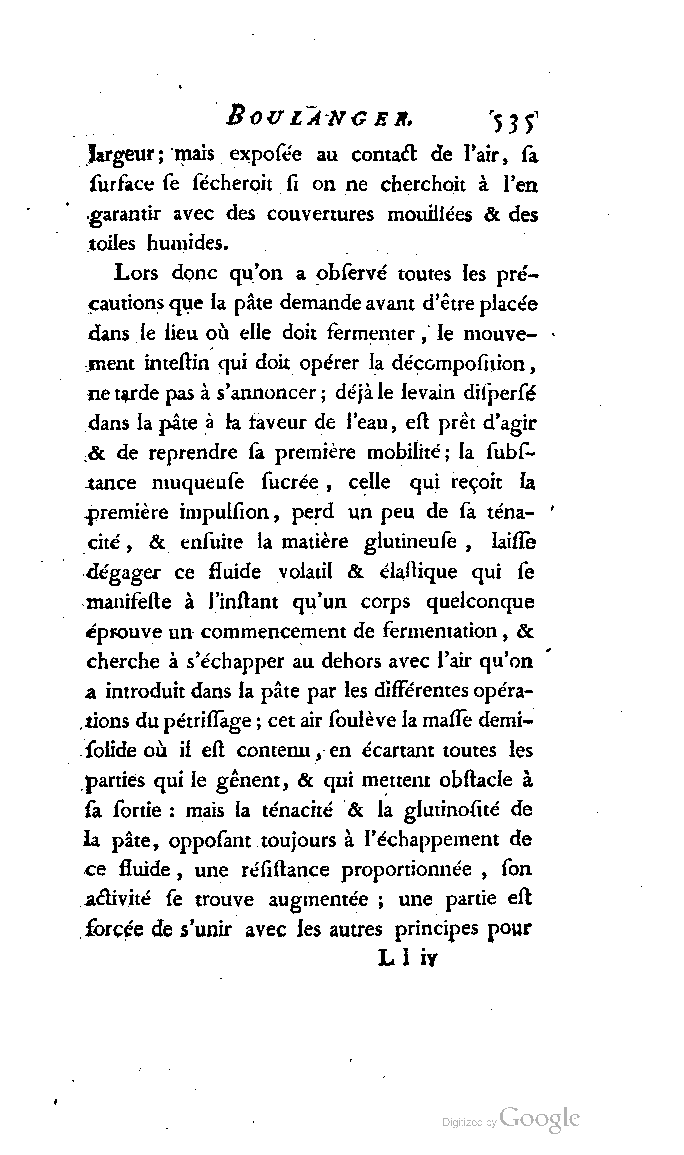 BOULANGER. 535
largeur; mais expoſée au contact de l'air, ſa
ſurface ſe ſécheroit ſi on ne cherchoit à l'en
garantir avec des couvertures mouillées & des
toiles humides.
Lors donc qu'on a obſervé toutes les pré-
cautions que la pâte demande avant d'être placée
dans le lieu où elle doit fermenter, le mouve-
ment inteſtin qui doit opérer la décompoſition,
ne tarde pas à s'annoncer; déjà le levain diſperſé
dans la pâte à la faveur de l'eau, eſt prêt d'agir
& de reprendre ſa première mobilité; la ſubſ-
tance muqueuſe ſucrée, celle qui reçoit la
première impulſion, perd un peu de ſa téna-
cité, & enſuite la matière glutineuſe, laiſſe
dégager ce fluide volatil & élaſtique qui ſe
manifeſte à l'inſtant qu'un corps quelconque
éprouve un commencement de fermentation, &
cherche à s'échapper au dehors avec l'air qu'on
a introduit dans la pâte par les différentes opéra-
tions du pétriſſage; cet air ſoulève la maſſe demi-
ſolide où il eſt contenu, en écartant toutes les
parties qui le gênent, & qui mettent obſtacle à
ſa ſortie : mais la ténacité & la glutinoſité de
la pâte, oppoſant toujours à l'échappement de
ce fluide, une réſiſtance proportionnée, ſon
activité ſe trouve augmentée; une partie eſt
forcée de s'unir avec les autres principes pour
L l iv
Digitized by Google